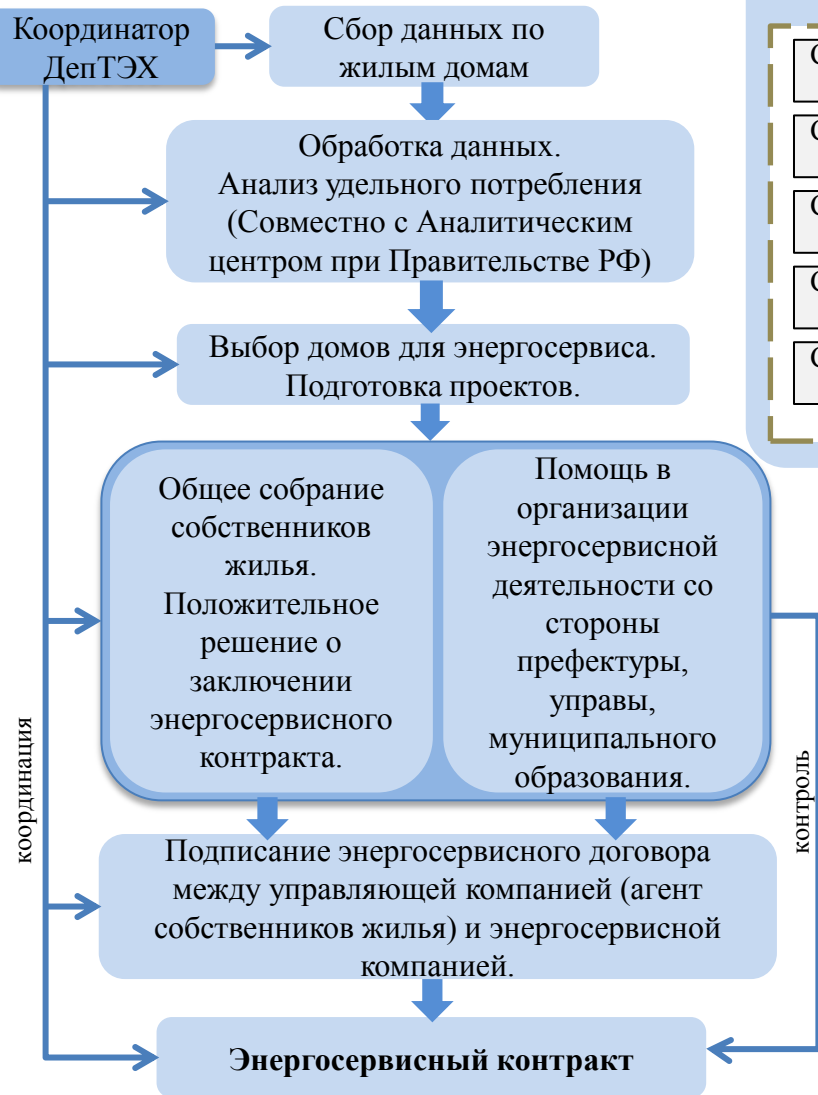 Координатор
ДепТЭХ
Сбор данных по
жилым домам
Обработка данных.
Анализ удельного потребления
(Совместно с Аналитическим
центром при Правительстве РФ)
Выбор домов для энергосервиса.
Подготовка проектов.
Общее собрание
собственников
жилья.
Положительное
решение о
заключении
энергосервисного
контракта.
Помощь в
организации
энергосервисной
деятельности со
стороны
префектуры,
управы,
муниципального
образования.
координация
контроль
Подписание энергосервисного договора
между управляющей компанией (агент
собственников жилья) и энергосервисной
компанией.
Энергосервисный контракт